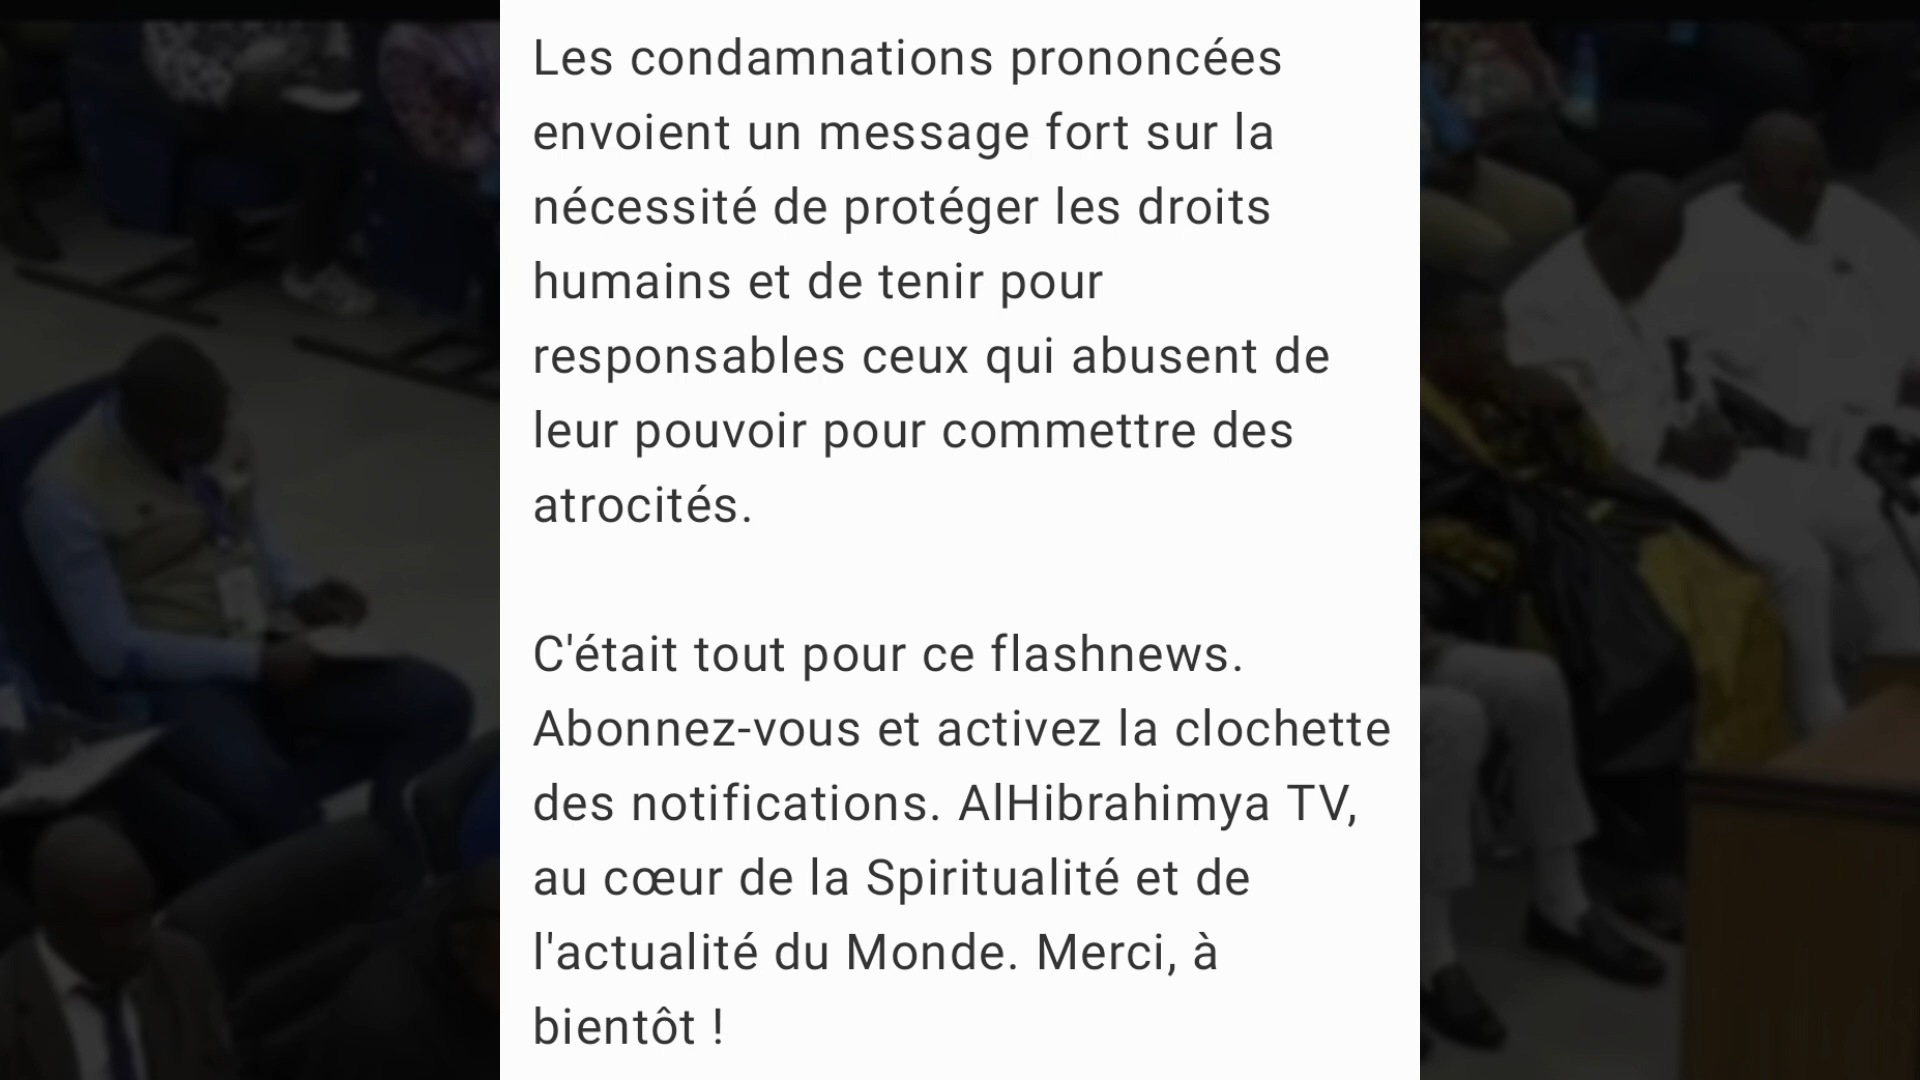 Les condamnations prononcées
envoient un message fort sur la
nécessité de protéger les droits
humains et de tenir pour
responsables ceux qui abusent de
leur pouvoir pour commettre des
atrocités.
C'était tout pour ce flashnews.
Abonnez-vous et activez la clochette
des notifications. AlHibrahimya TV,
au cœur de la Spiritualité et de
l'actualité du Monde. Merci, à
bientôt !